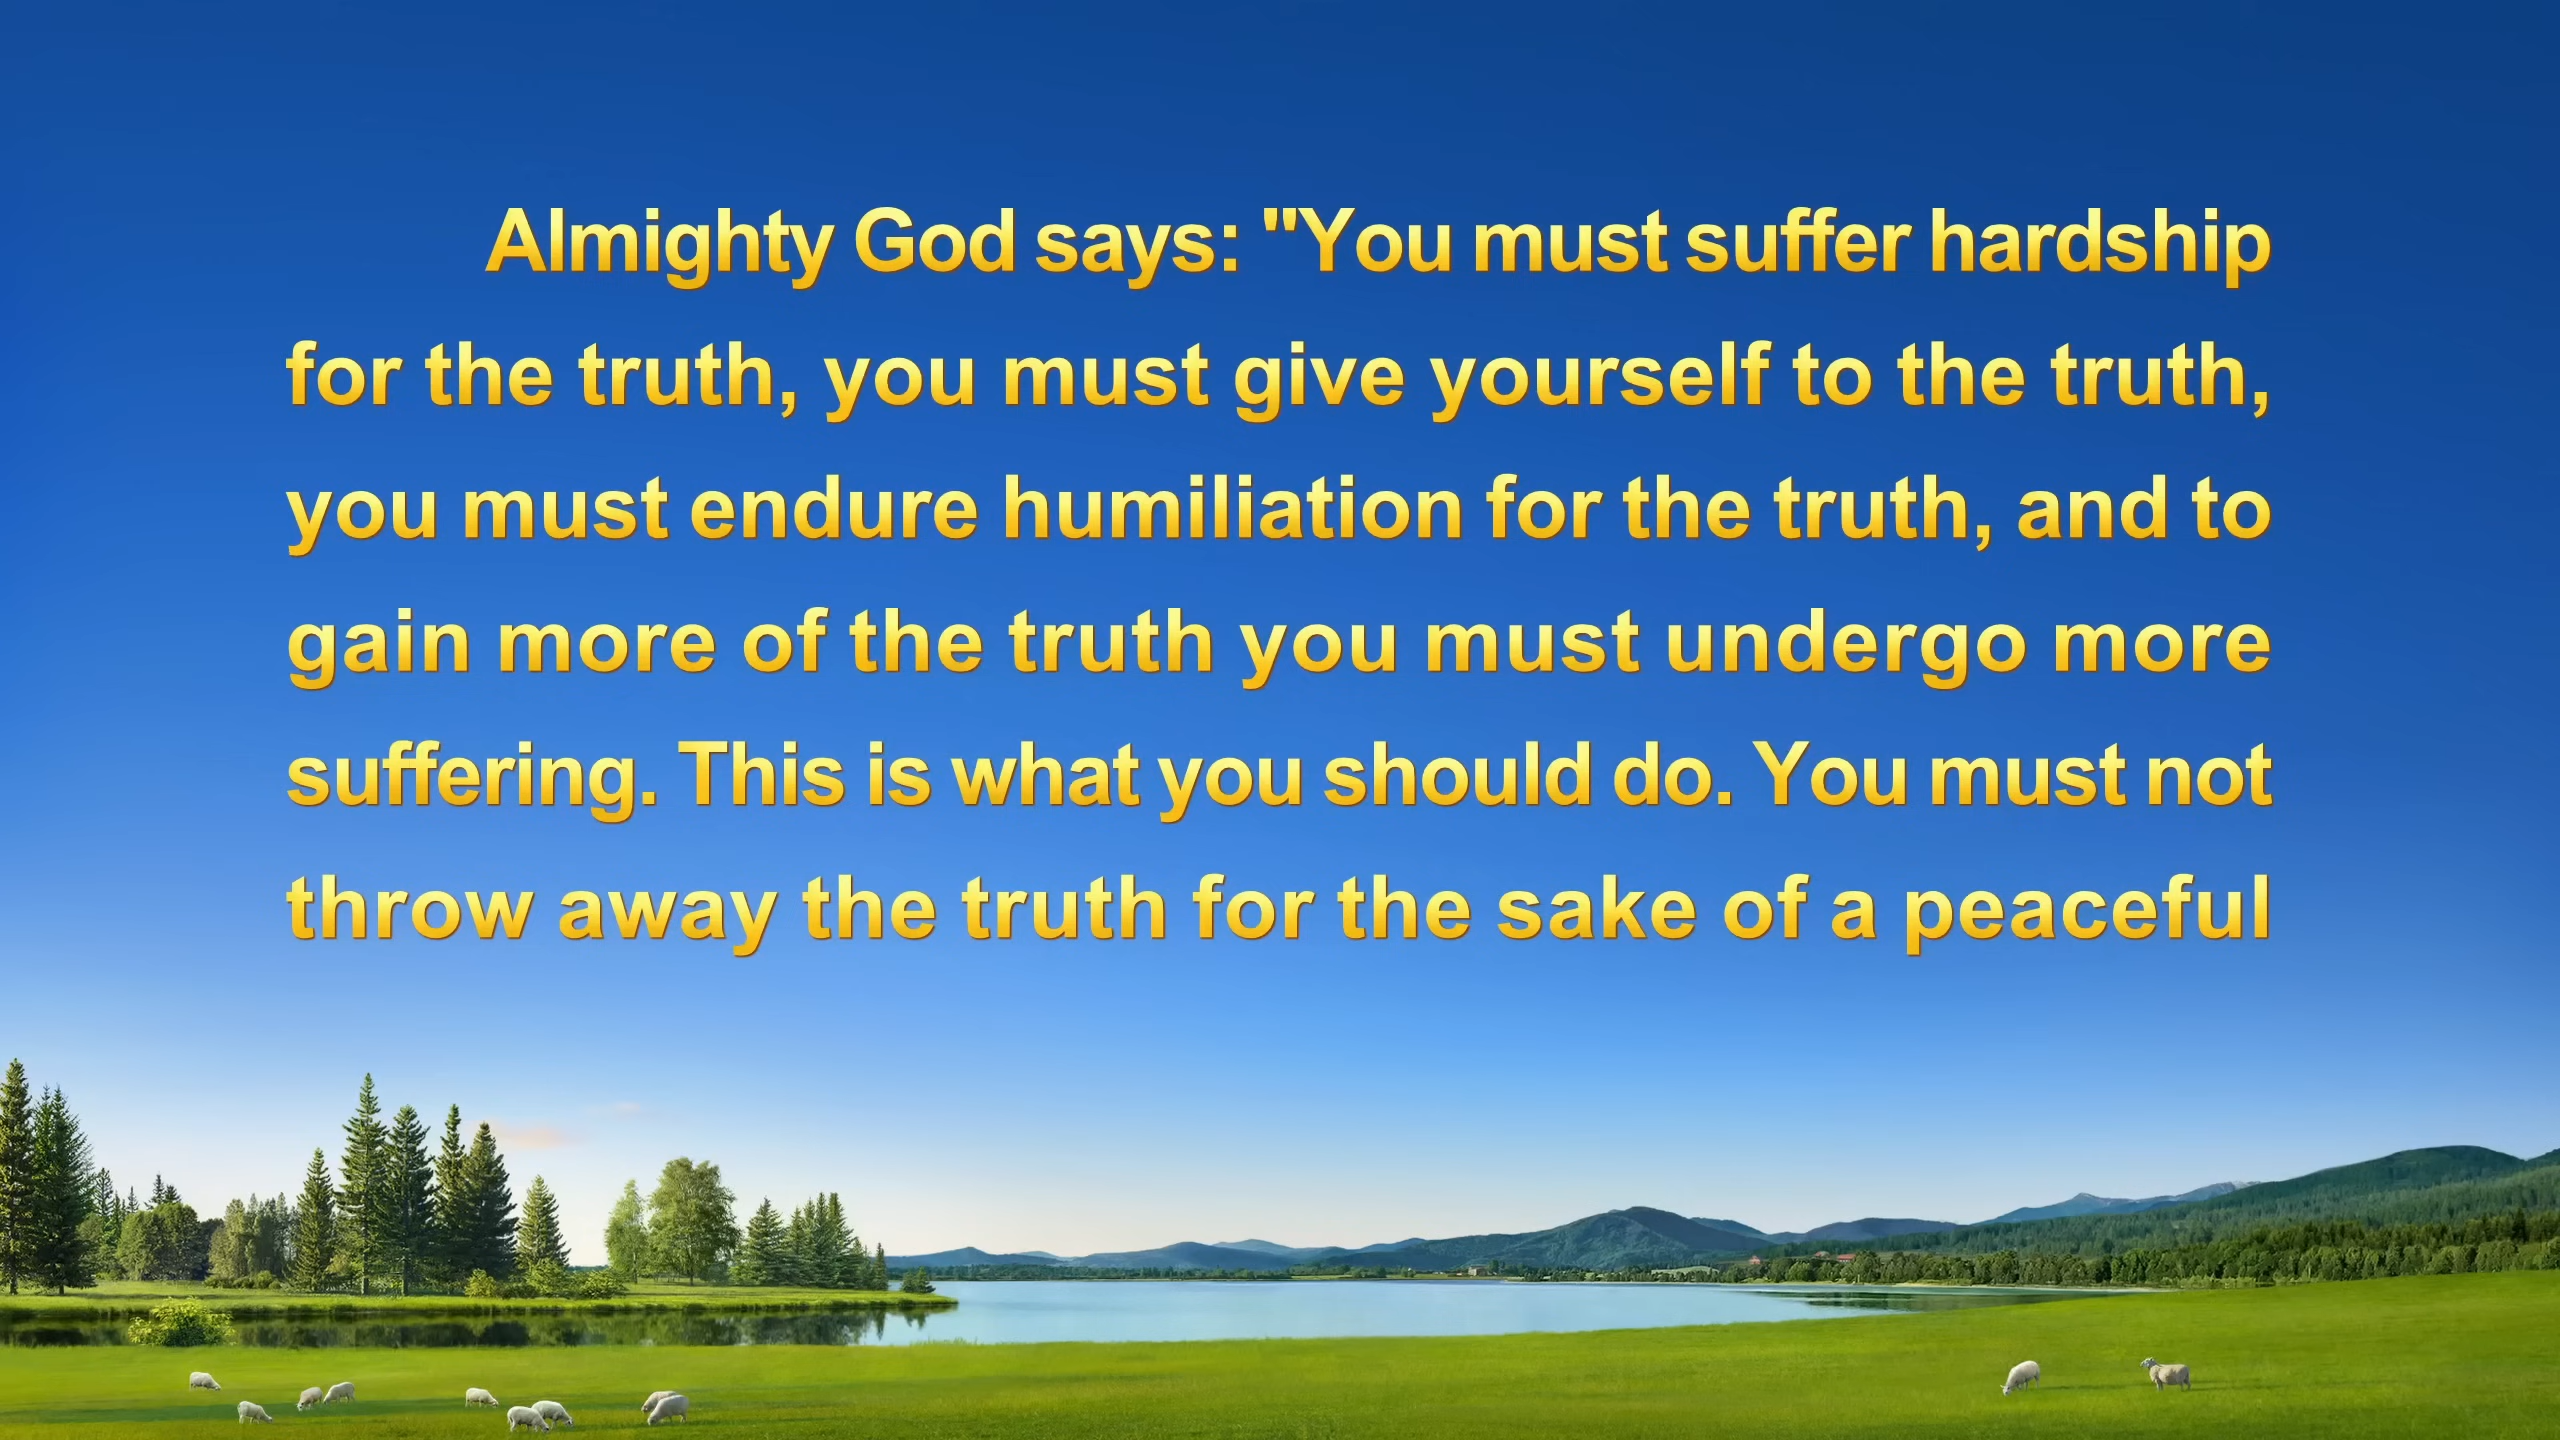 Almighty God says: "You must suffer hardship
for the truth, you must give yourself to the truth,
you must endure humiliation for the truth, and to
gain more of the truth you must undergo more
suffering. This is what you should do. You must not
throw away the truth for the sake of a peaceful